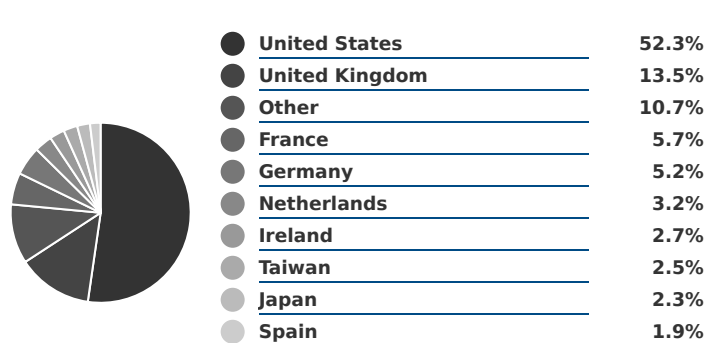 United States 52.3%
United Kingdom 13.5%
Other 10.7%
France 5.7%
Germany 5.2%
Netherlands 3.2%
Ireland 2.7%
Taiwan 2.5%
Japan 2.3%
Spain 1.9%